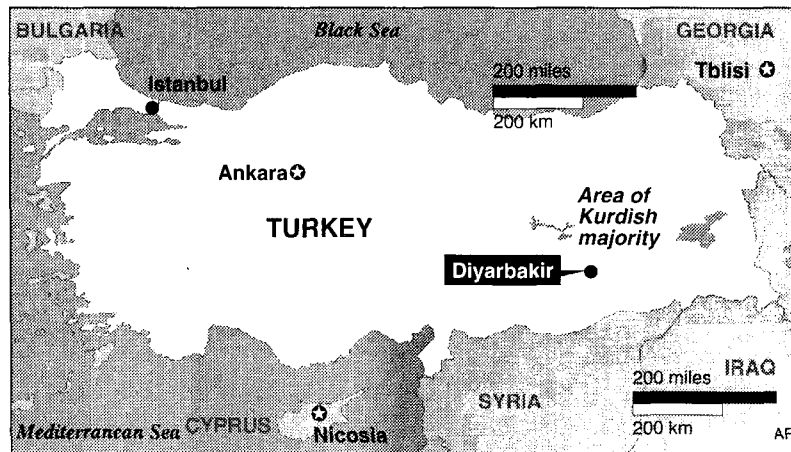 BULGARIA
Black Sea
GEORGIA
Tblisi
Istanbul
200 miles
200 km
Ankara
TURKEY
Area of
Kurdish
majority
Diyarbakir
IRAQ
200 miles
200 km
SYRIA
CYPRUS
Nicosia
Mediterranean Sea
AP